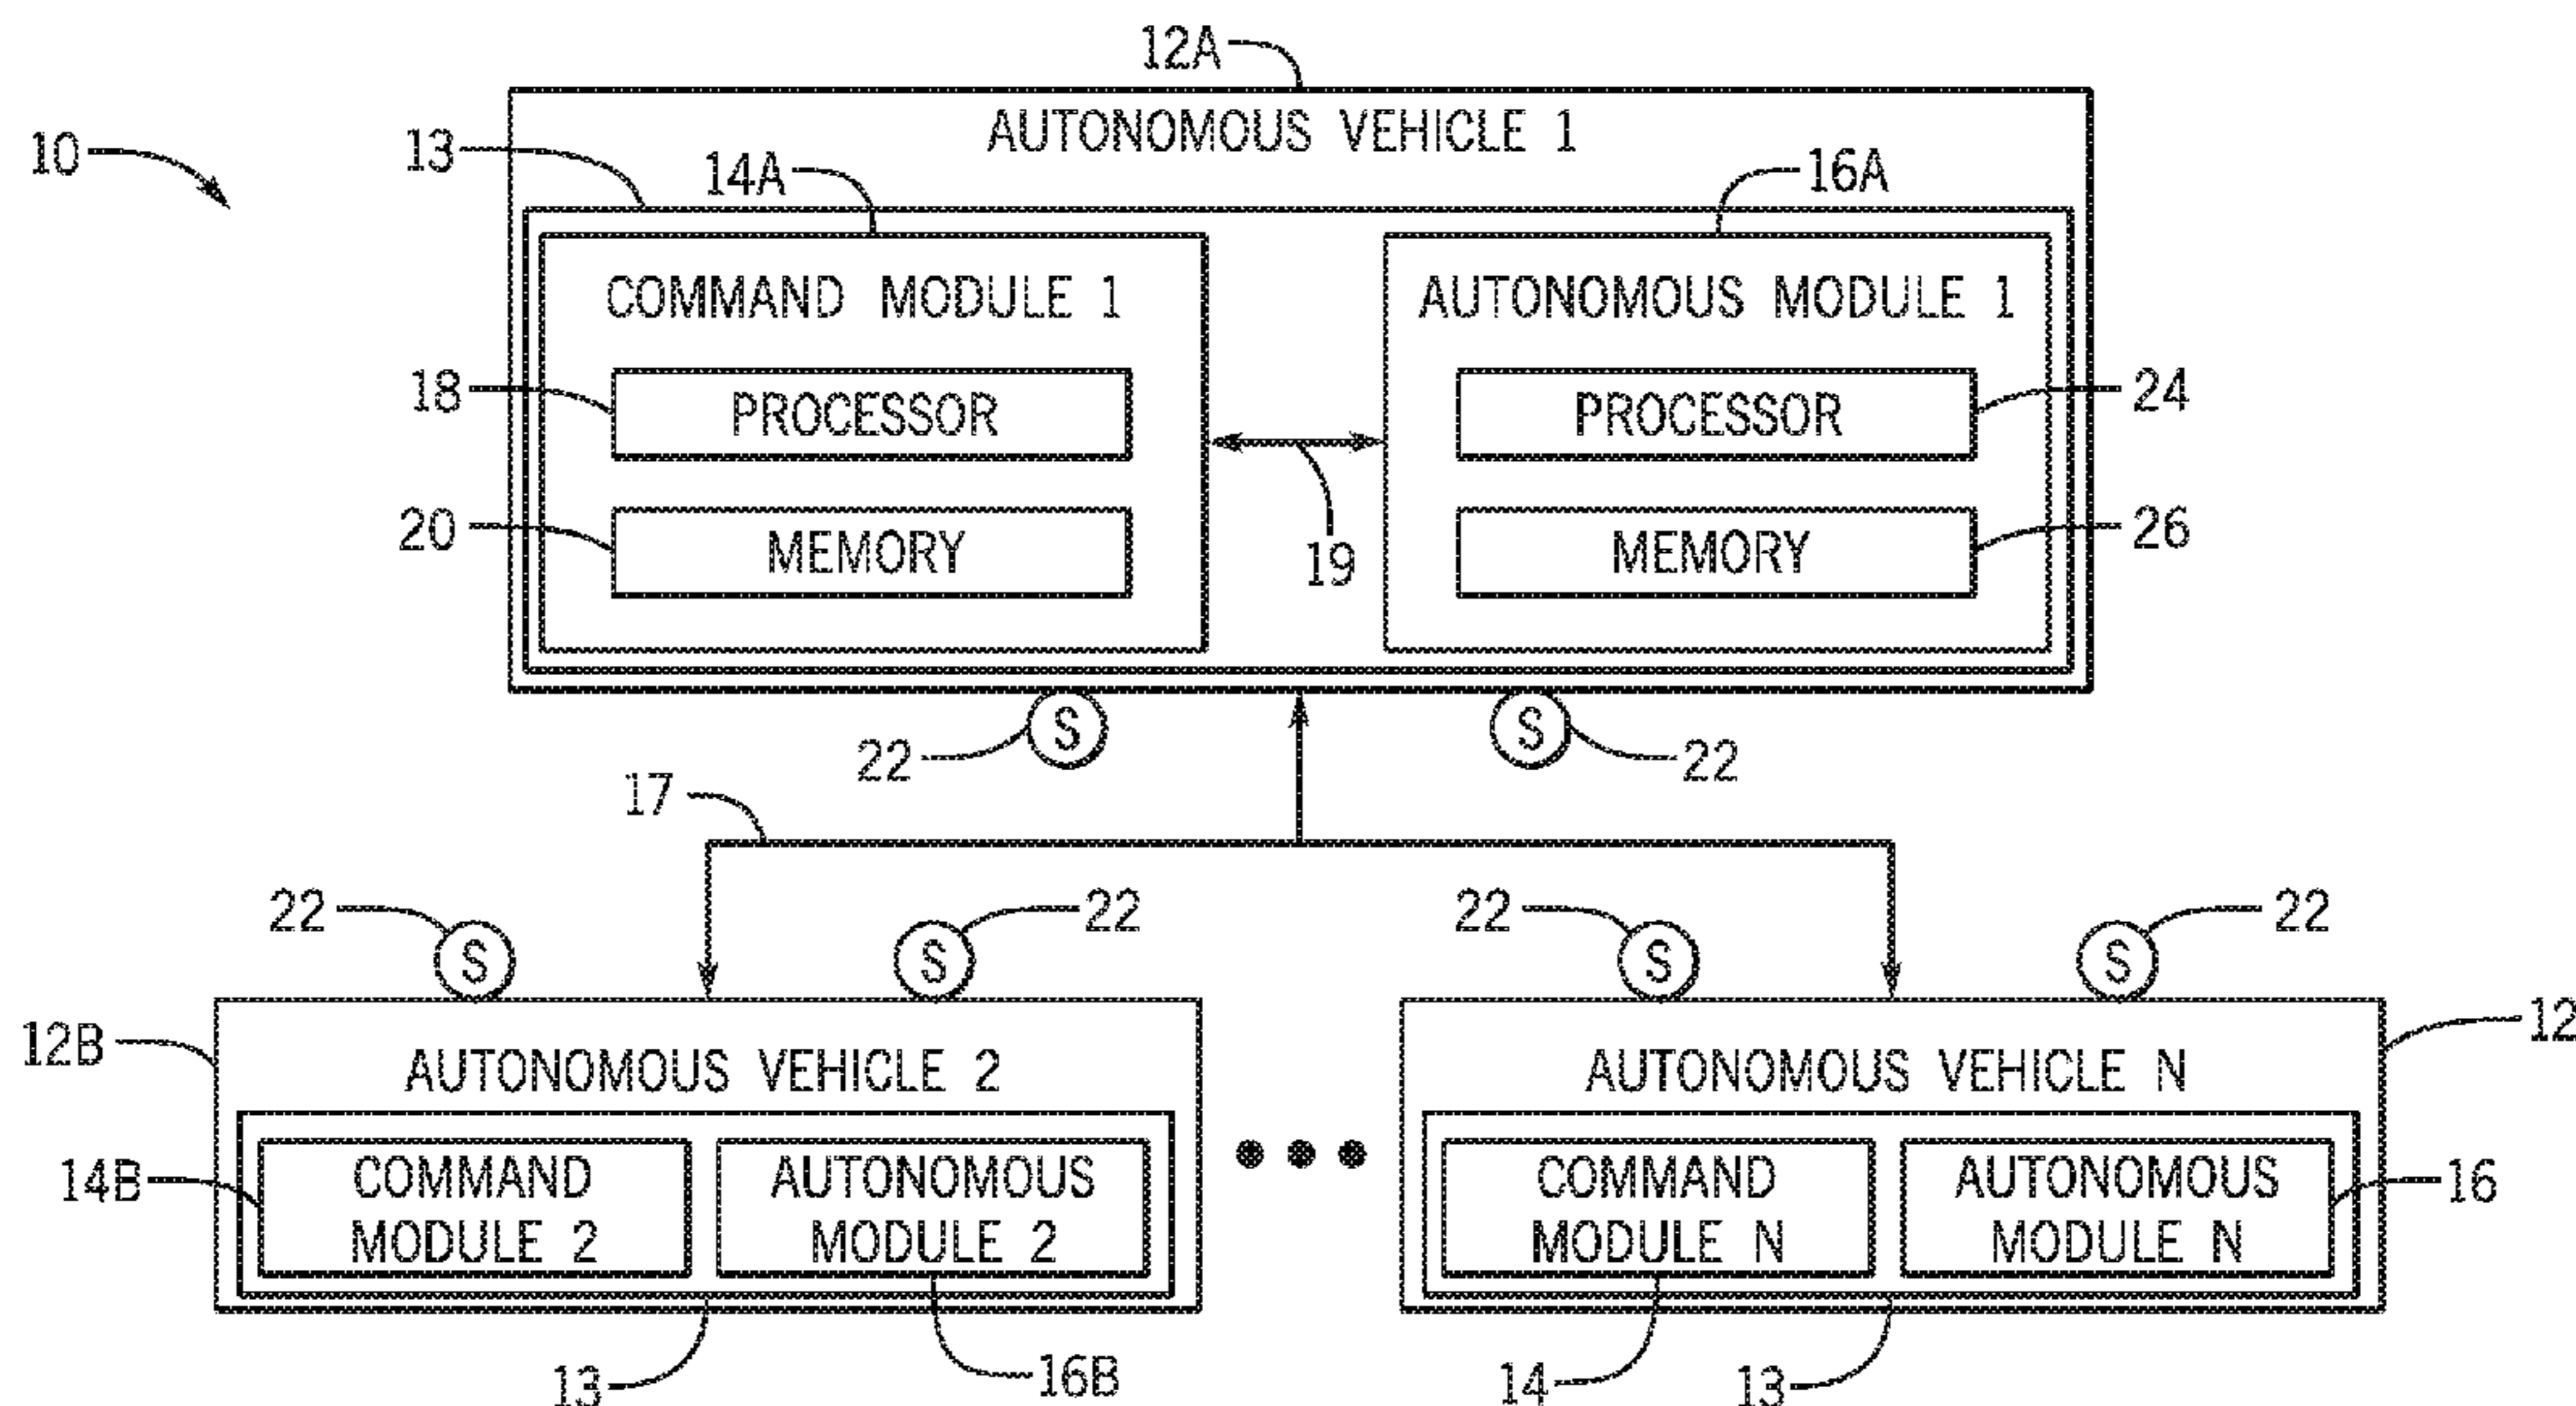 12A
AUTONOMOUS VEHICLE 1
10
13
14A
16A
COMMAND MODULE 1
AUTONOMOUS MODULE 1
18
PROCESSOR
PROCESSOR
24
20
MEMORY
19
MEMORY
26
S
S
22
22
17
22
S
S
22
22
S
S
22
12B
AUTONOMOUS VEHICLE 2
AUTONOMOUS VEHICLE N
12
14B
COMMAND
MODULE 2
AUTONOMOUS
MODULE 2
COMMAND
MODULE N
AUTONOMOUS
MODULE N
16
13
16B
14
13